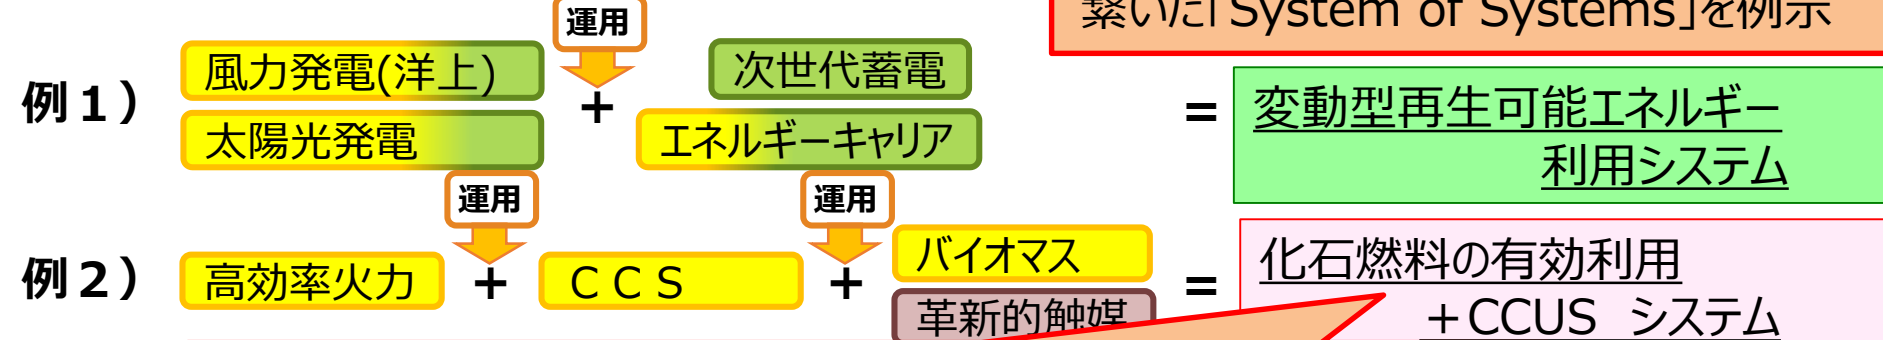 繋いだ「System of Systems」を例示
運用
例１）
風力発電(洋上)
太陽光発電
+
次世代蓄電
エネルギーキャリア
=
変動型再生可能エネルギー
利用システム
運用
運用
例２）
高効率火力
+
ＣＣＳ
+
バイオマス
革新的触媒
=
化石燃料の有効利用
＋CCUS システム